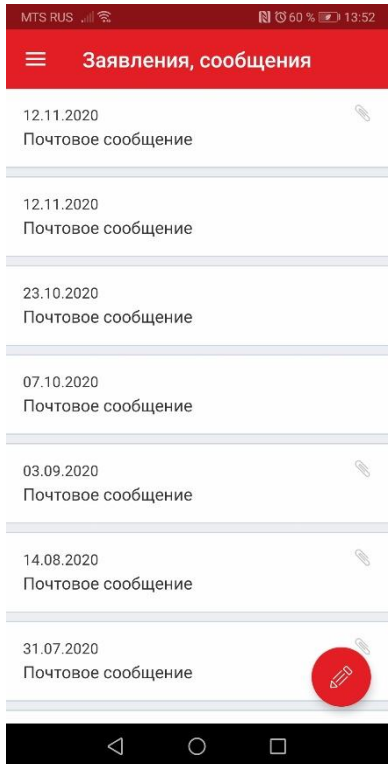 MTS RUS 60 % 13:52
Заявления, сообщения
12.11.2020
Почтовое сообщение
12.11.2020
Почтовое сообщение
23.10.2020
Почтовое сообщение
07.10.2020
Почтовое сообщение
03.09.2020
Почтовое сообщение
14.08.2020
Почтовое сообщение
31.07.2020
Почтовое сообщение